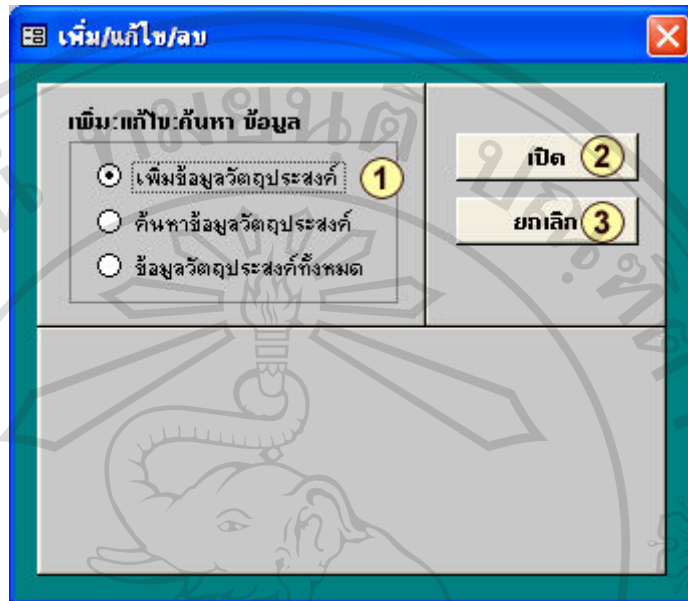 เพิ่ม/แก้ไข/ลบ
เพิ่ม:แก้ไข:ค้นหา ข้อมูล
เพิ่มข้อมูลวัตถุประสงค์ 1
ค้นหาข้อมูลวัตถุประสงค์
ข้อมูลวัตถุประสงค์ทั้งหมด
เปิด 2
ยกเลิก 3